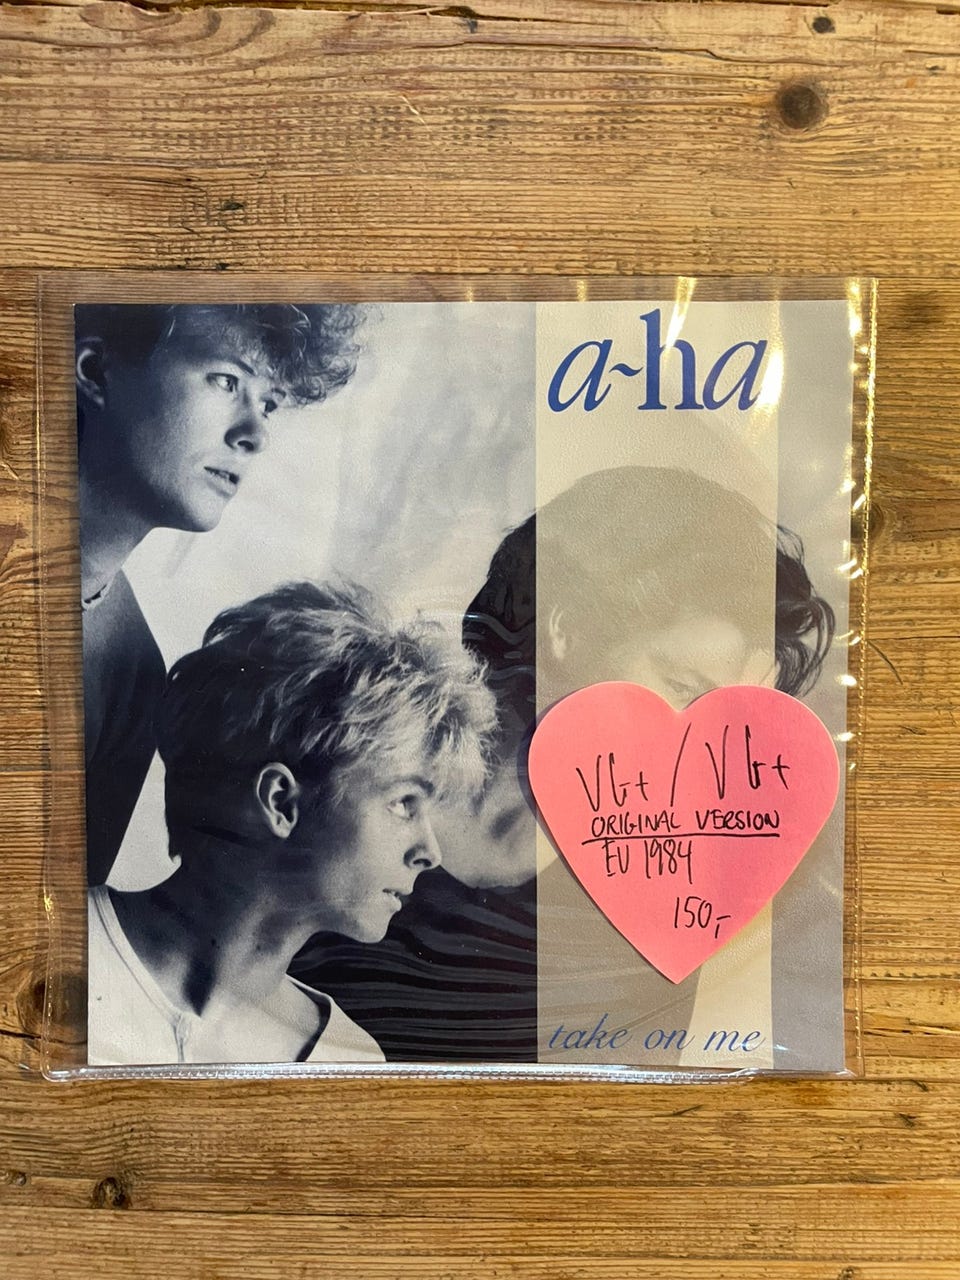 a-ha
VG+ / VG+
ORIGINAL VERSION
EU 1984
150,-
take on me